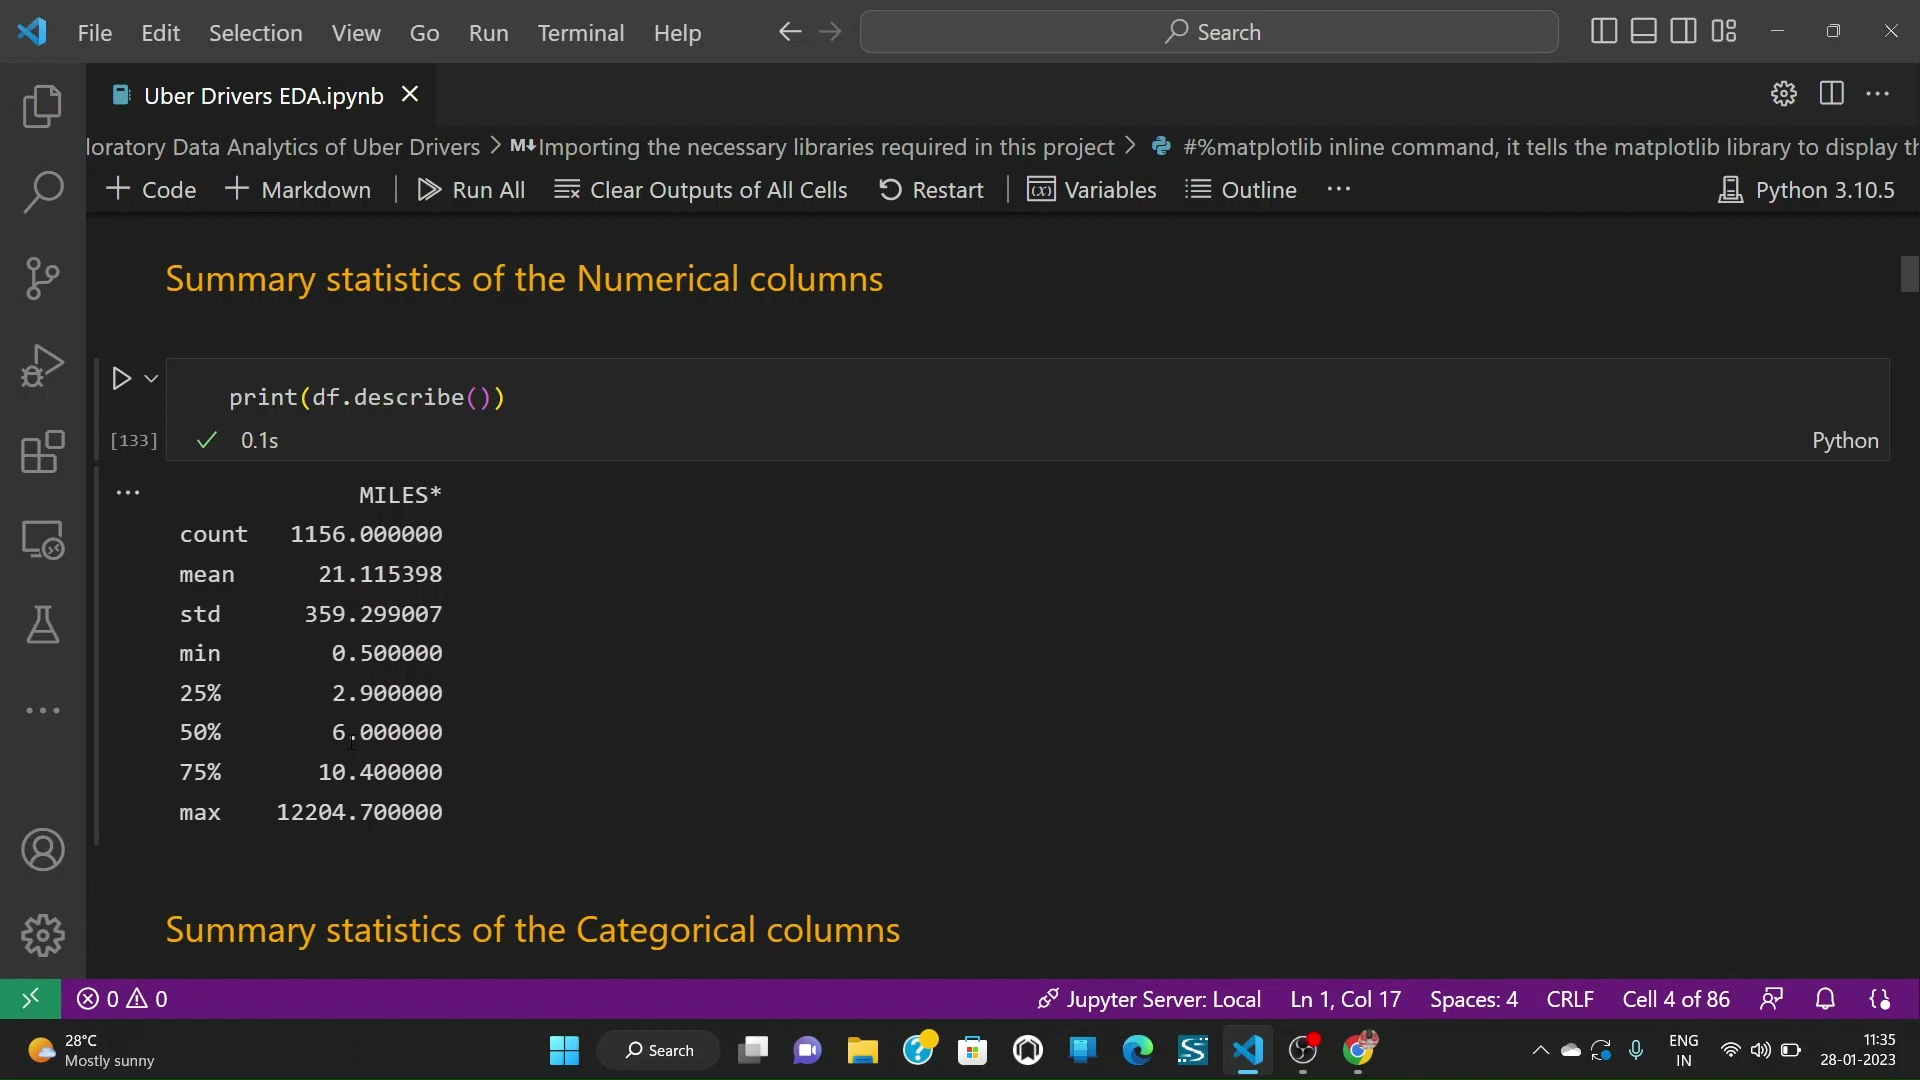 File Edit Selection View Go Run Terminal Help Search
Uber Drivers EDA.ipynb
loratory Data Analytics of Uber Drivers > M↓Importing the necessary libraries required in this project > #%matplotlib inline command, it tells the matplotlib library to display th
+ Code + Markdown | Run All Clear Outputs of All Cells Restart | Variables Outline ··· Python 3.10.5
Summary statistics of the Numerical columns
print(df.describe())
[133] ✓ 0.1s Python
··· MILES*
count 1156.000000
mean 21.115398
std 359.299007
min 0.500000
25% 2.900000
50% 6.000000
75% 10.400000
max 12204.700000
Summary statistics of the Categorical columns
0 0 Jupyter Server: Local Ln 1, Col 17 Spaces: 4 CRLF Cell 4 of 86
28°C
Mostly sunny
Search
ENG
IN
11:35
28-01-2023